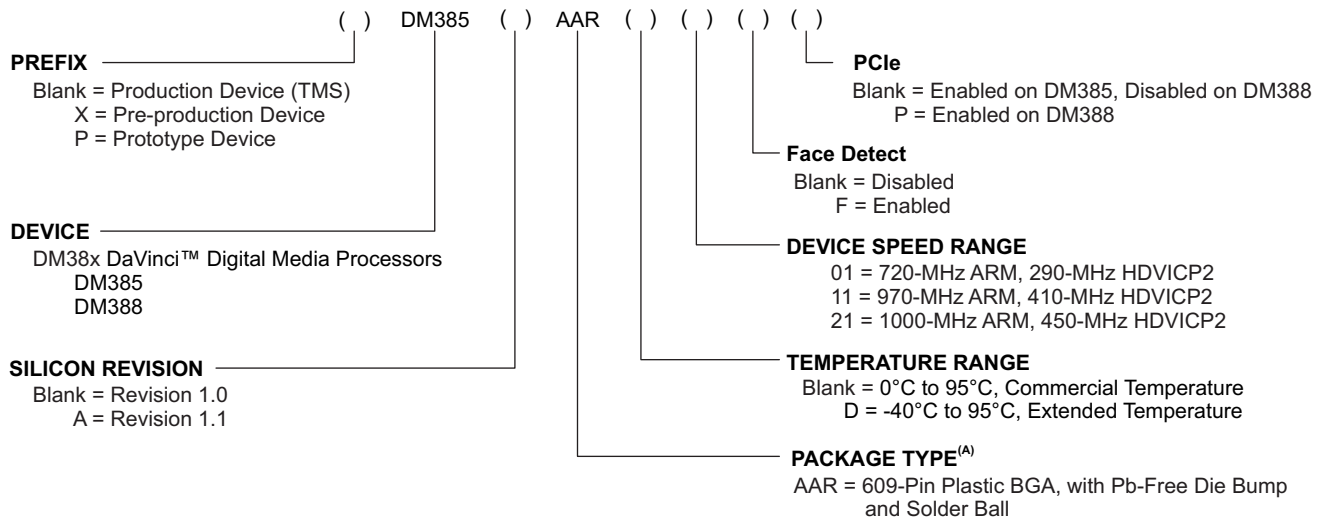 ( ) DM385 ( ) AAR ( ) ( ) ( ) ( )
PREFIX
Blank = Production Device (TMS)
X = Pre-production Device
P = Prototype Device
DEVICE
DM38x DaVinci™ Digital Media Processors
DM385
DM388
SILICON REVISION
Blank = Revision 1.0
A = Revision 1.1
PCIe
Blank = Enabled on DM385, Disabled on DM388
P = Enabled on DM388
Face Detect
Blank = Disabled
F = Enabled
DEVICE SPEED RANGE
01 = 720-MHz ARM, 290-MHz HDVICP2
11 = 970-MHz ARM, 410-MHz HDVICP2
21 = 1000-MHz ARM, 450-MHz HDVICP2
TEMPERATURE RANGE
Blank = 0°C to 95°C, Commercial Temperature
D = -40°C to 95°C, Extended Temperature
PACKAGE TYPE(A)
AAR = 609-Pin Plastic BGA, with Pb-Free Die Bump
and Solder Ball